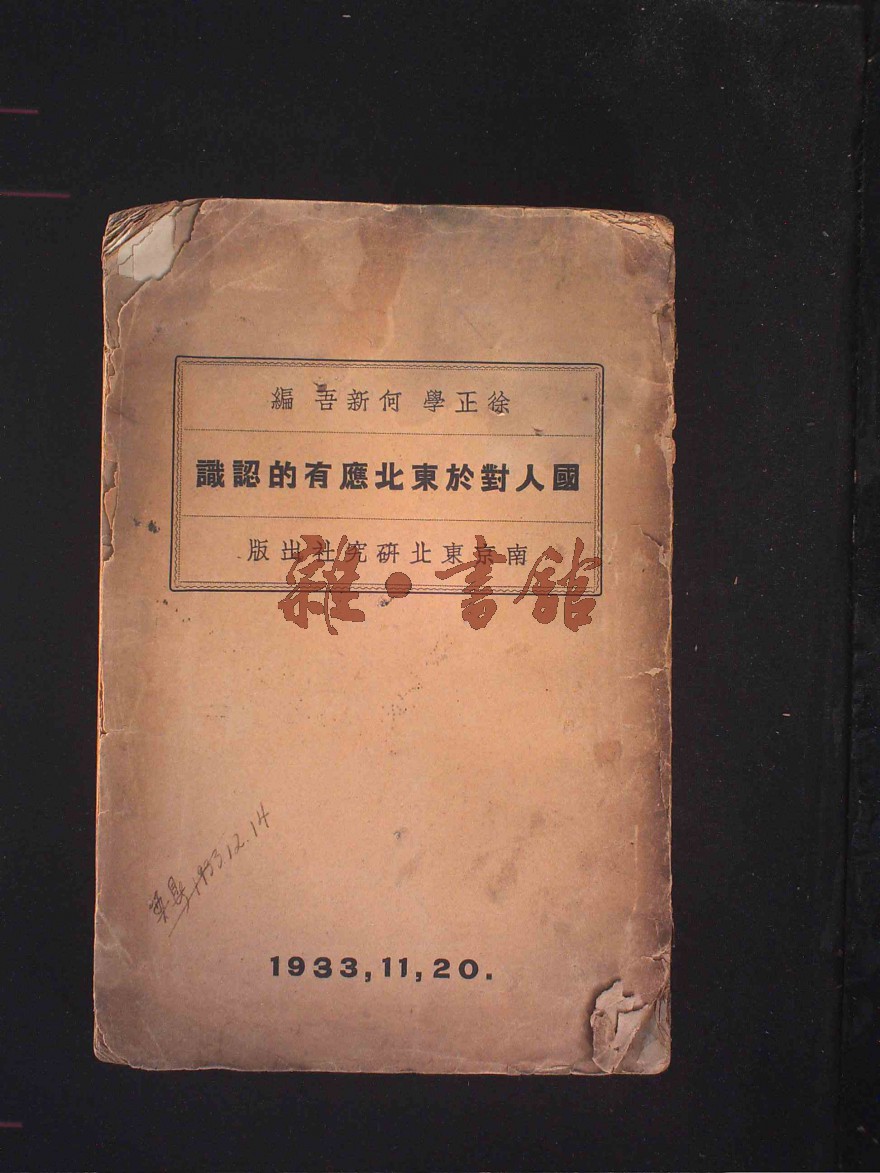 徐正學 何新吾 編
國人對於東北應有的認識
南京東北研究社出版
雜·書館
1933.12.14
1933,11,20.